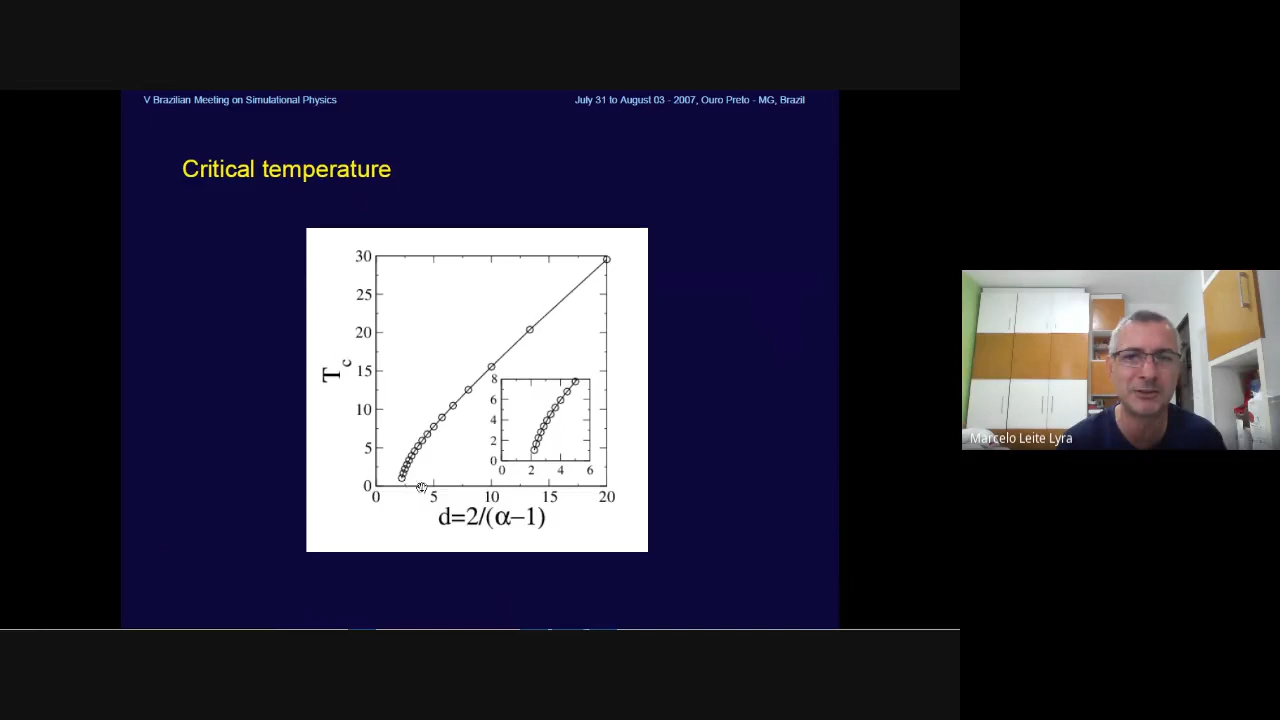 V Brazilian Meeting on Simulational Physics
July 31 to August 03 - 2007, Ouro Preto - MG, Brazil
Critical temperature
30
25
20
15
10
5
0
T c
8
6
4
2
0
0 2 4 6
0 5 10 15 20
d=2/(α−1)
Marcelo Leite Lyra